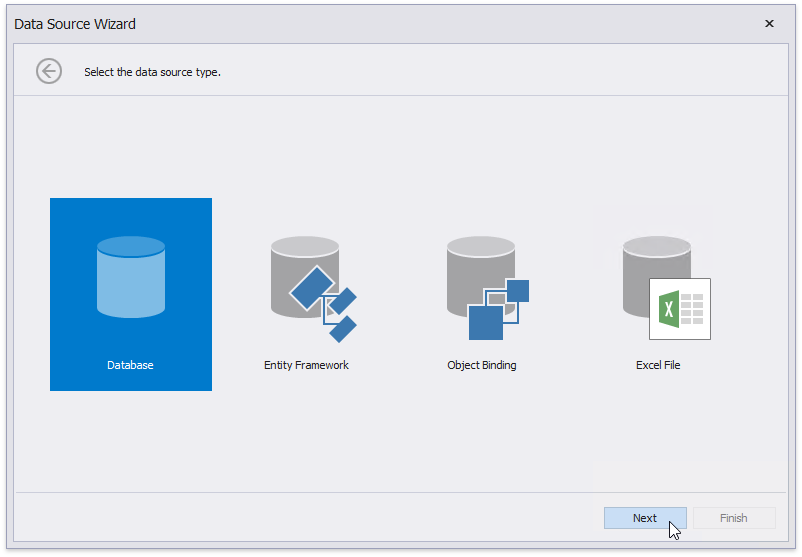 Data Source Wizard
Select the data source type.
Database
Entity Framework
Object Binding
X
Excel File
Next
Finish